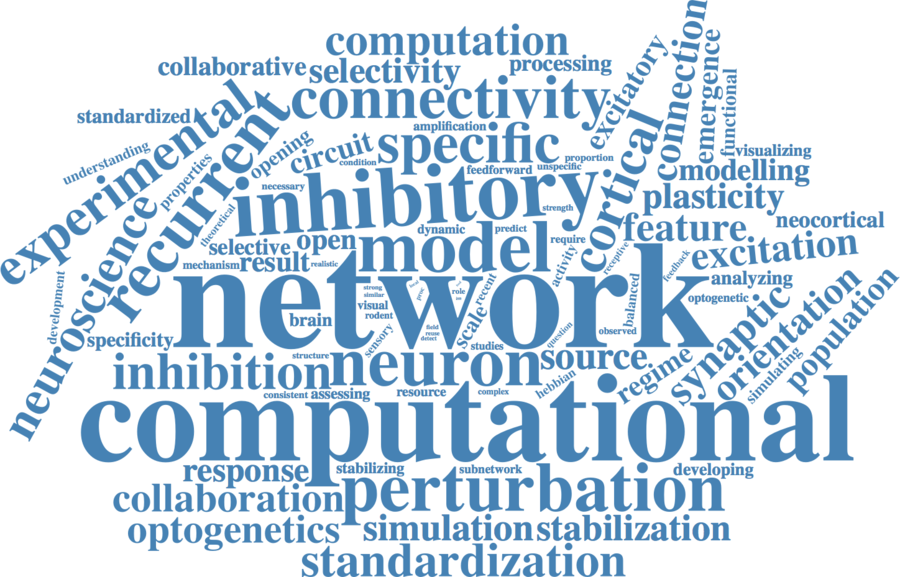 computation
collaborative
selectivity
processing
connection
emergence
functional
excitatory
experimental
standardized
connectivity
amplification
understanding
properties
opening
circuit
condition
specific
feedforward
proportion
unspecific
cortical
visualizing
modelling
plasticity
neocortical
neuroscience
recurrent
theoretical
necessary
inhibitory
strength
feature
selective
open
dynamic
predict
model
require
activity
receptive
feedback
excitation
mechanism
result
realistic
network
analyzing
optogenetic
development
specificity
brain
strong
similar
visual
rodent
local
proc
role
field
reuse
detect
scale
recent
sensory
studies
question
observed
balanced
synaptic
orientation
population
simulating
regime
structure
inhibition
neuron
source
consistent
assessing
resource
complex
hebbian
computational
response
stabilizing
subnetwork
developing
collaboration
perturbation
optogenetics
simulation
stabilization
standardization